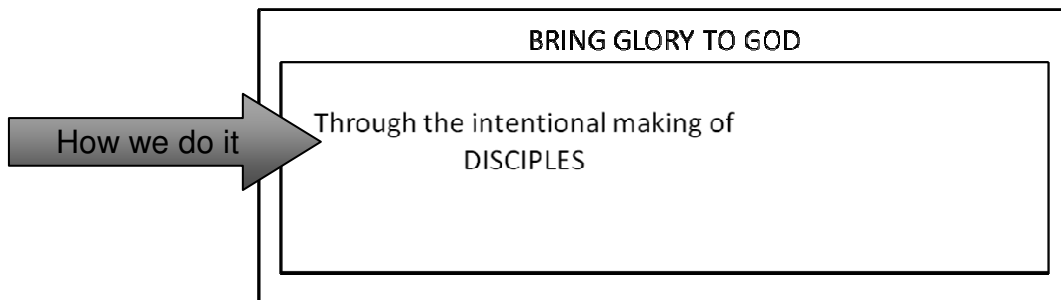 BRING GLORY TO GOD
How we do it
Through the intentional making of
DISCIPLES